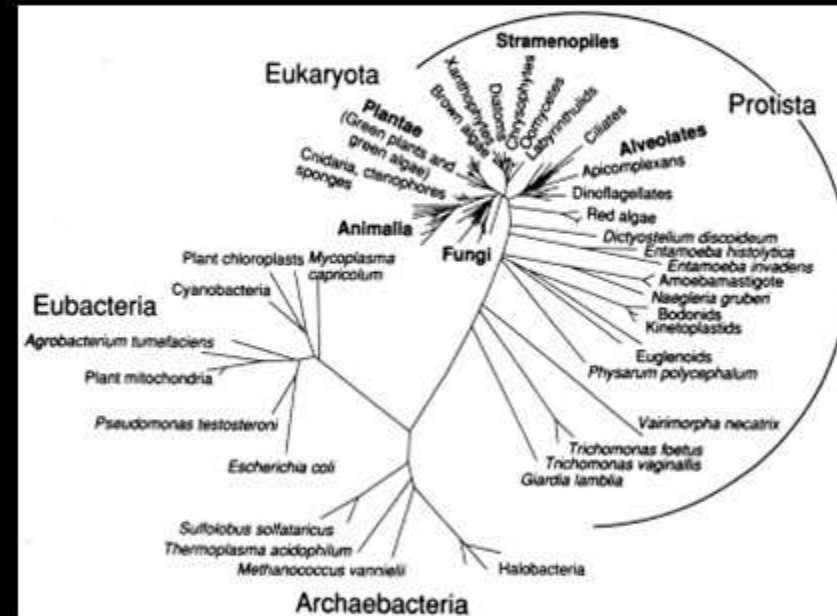 Stramenopiles
Eukaryota
Protista
Xanthophytes
Brown algae
Diatoms
Chrysophytes
Oomycetes
Labyrinthulids
Ciliates
Plantae
(Green plants and
green algae)
Alveolates
Apicomplexans
Cnidaria, ctenophores
sponges
Dinoflagellates
Red algae
Animalia
Fungi
Dictyostelium discoideum
Entamoeba histolytica
Entamoeba invadens
Amoebamastigote
Naegleria gruberi
Bodonids
Kinetoplastids
Euglenoids
Physarum polycephalum
Plant chloroplasts
Mycoplasma
capricolum
Cyanobacteria
Eubacteria
Agrobacterium tumefaciens
Plant mitochondria
Pseudomonas testosteroni
Escherichia coli
Vairimorpha necatrix
Trichomonas foetus
Trichomonas vaginallis
Giardia lamblia
Sulfolobus solfataricus
Thermoplasma acidophilum
Methanococcus vannielii
Halobacteria
Archaebacteria